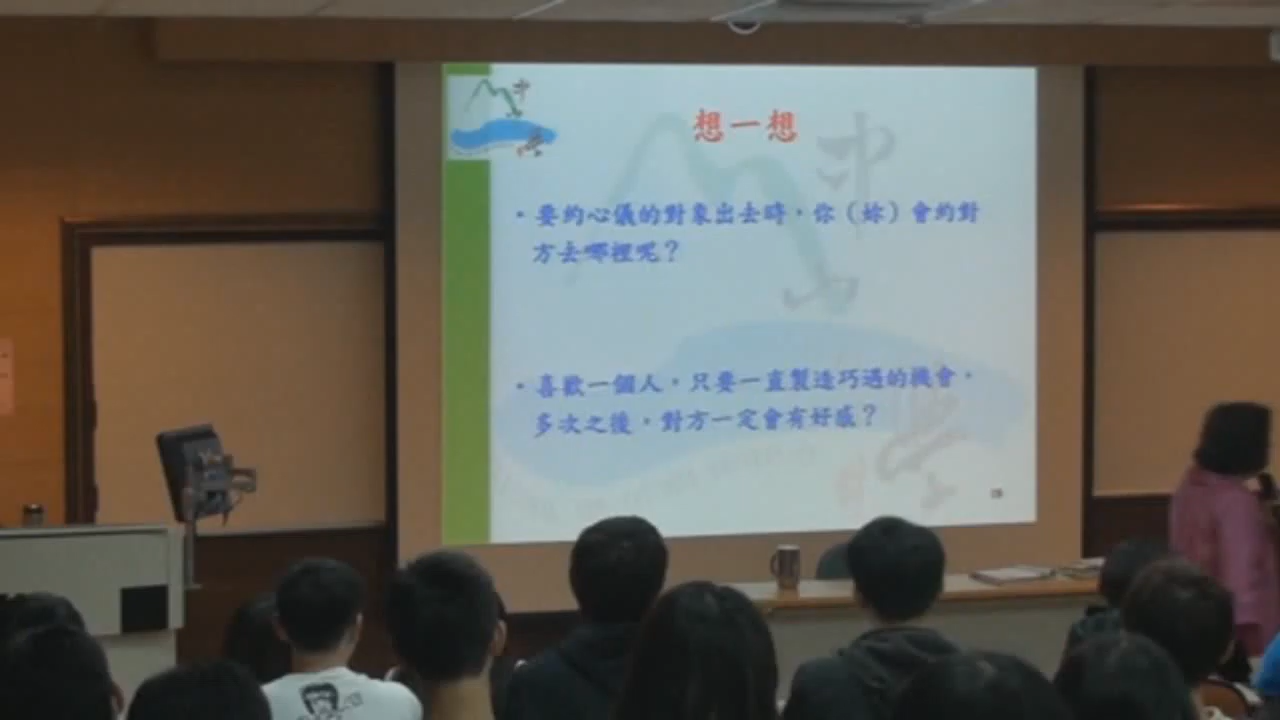 中
學
想一想
• 要約心儀的對象出去時，你（妳）會約對
方去哪裡呢？
• 喜歡一個人，只要一直製造巧遇的機會，
多次之後，對方一定會有好感？